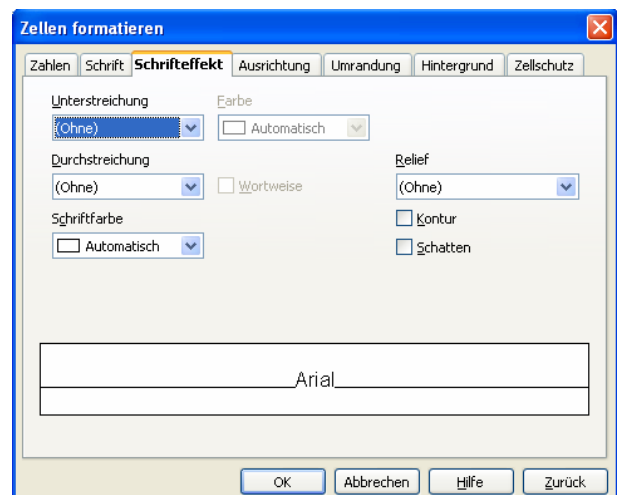 Zellen formatieren
Zahlen Schrift Schrifteffekt Ausrichtung Umrandung Hintergrund Zellschutz
Unterstreichung Farbe
(Ohne) Automatisch
Durchstreichung Relief
(Ohne) Wortweise (Ohne)
Schriftfarbe Kontur
Automatisch Schatten
Arial
OK Abbrechen Hilfe Zurück